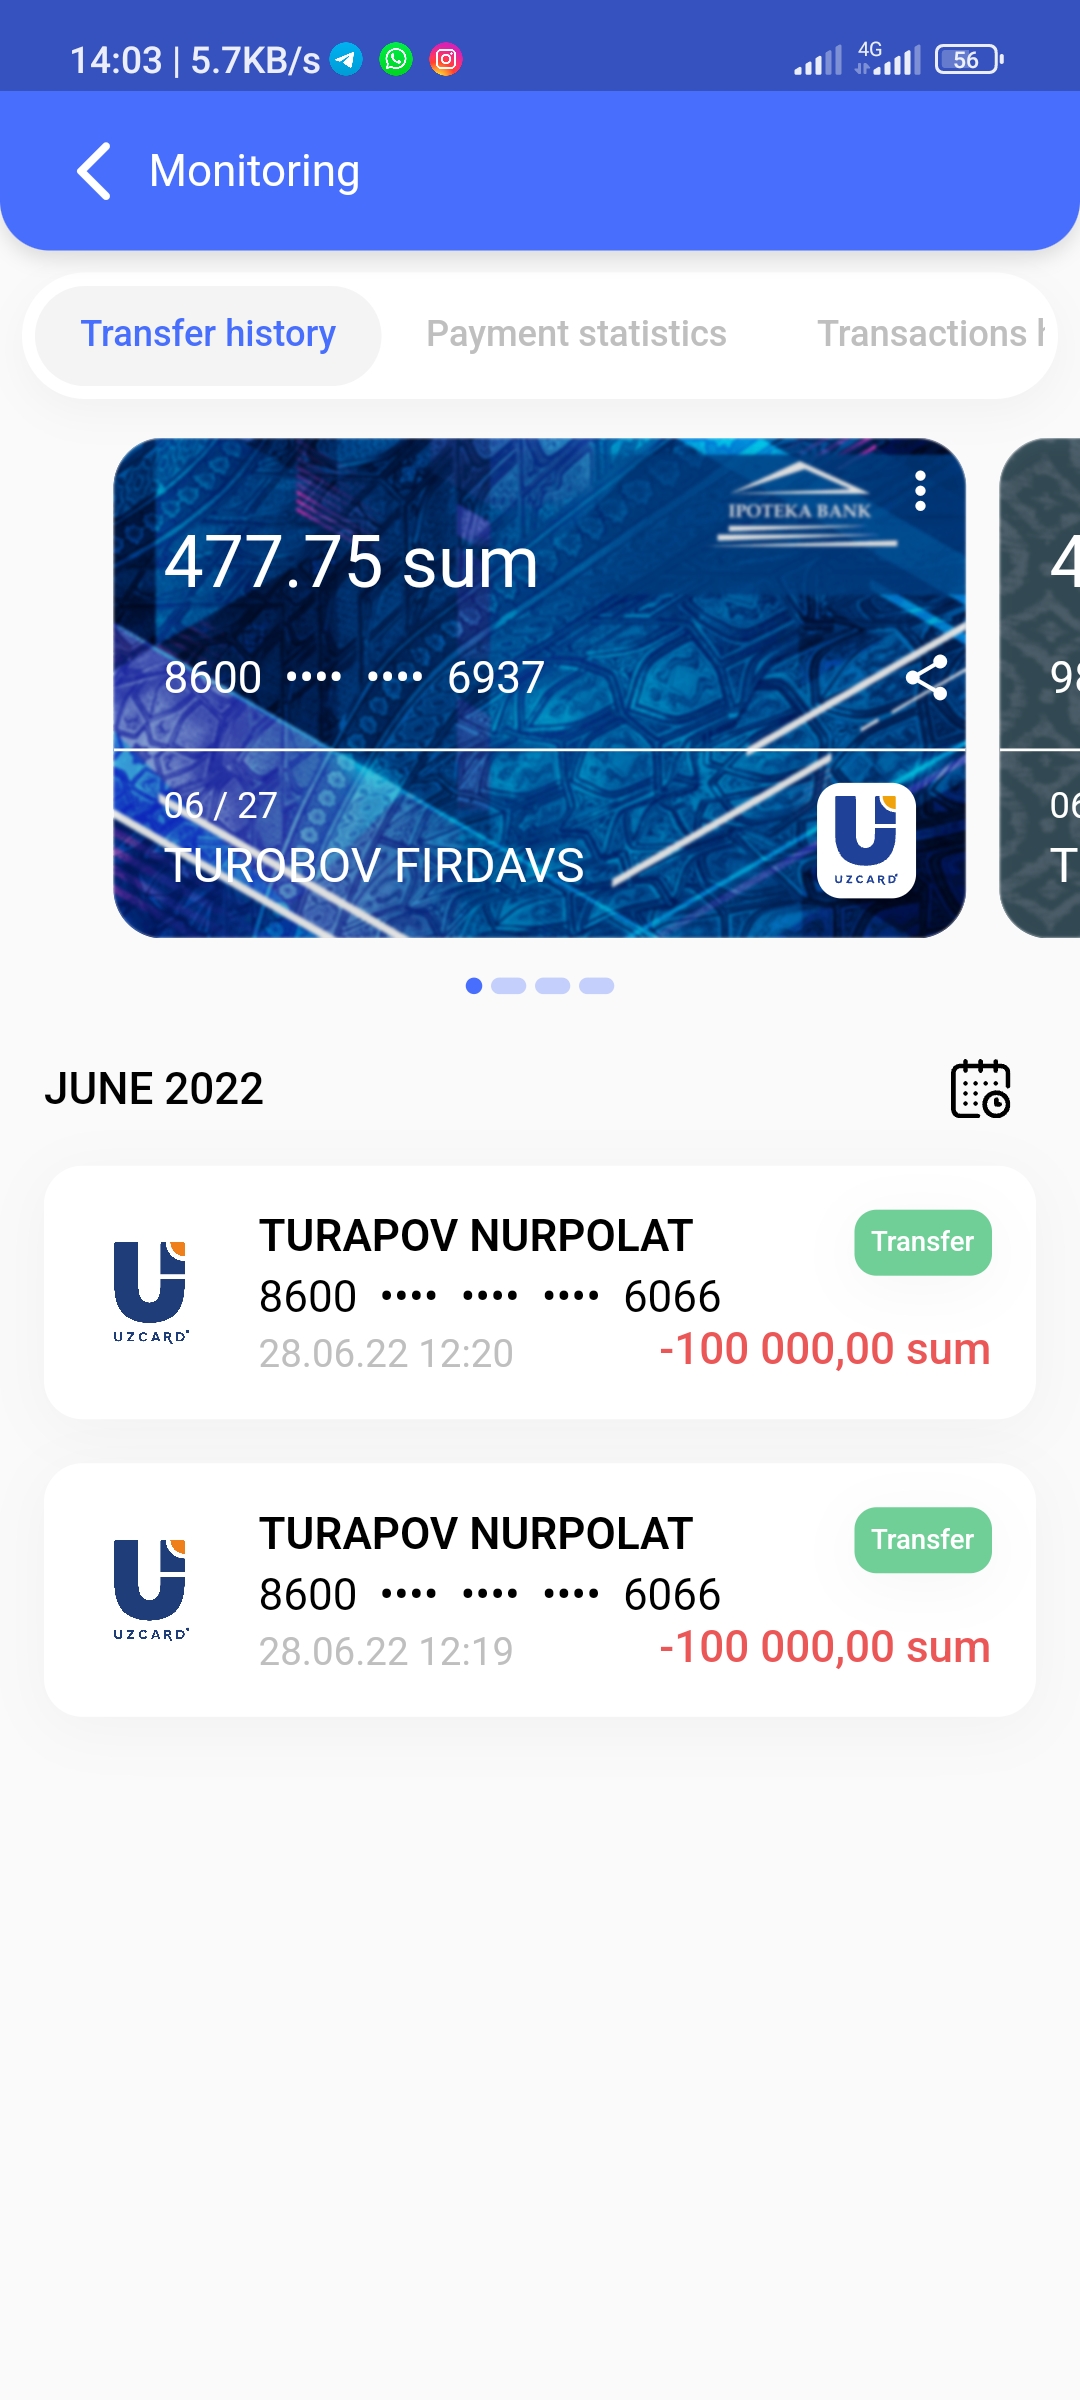 14:03 | 5.7KB/s
4G
56
Monitoring
Transfer history
Payment statistics
Transactions
IPOTEKA BANK
477.75 sum
4
8600 •••• •••• 6937
98
06 / 27
06
TUROBOV FIRDAVS
T
UZCARD
JUNE 2022
TURAPOV NURPOLAT
Transfer
8600 •••• •••• •••• 6066
UZCARD
28.06.22 12:20
-100 000,00 sum
TURAPOV NURPOLAT
Transfer
8600 •••• •••• •••• 6066
UZCARD
28.06.22 12:19
-100 000,00 sum